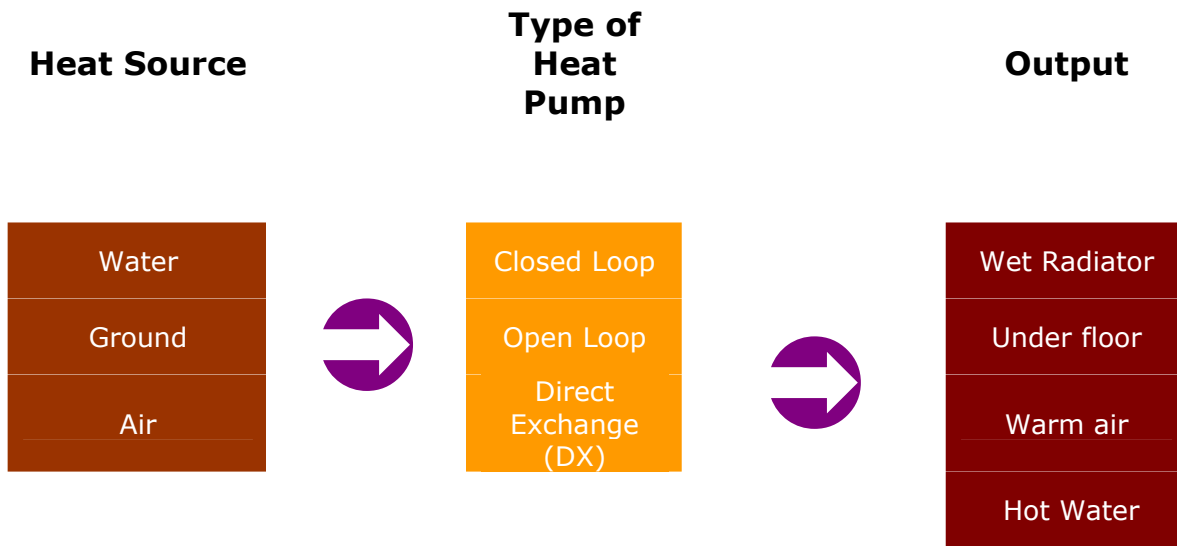 Heat Source
Type of
Heat
Pump
Output
Water
Closed Loop
Wet Radiator
Ground
Open Loop
Under floor
Air
Direct
Exchange
(DX)
Warm air
Hot Water